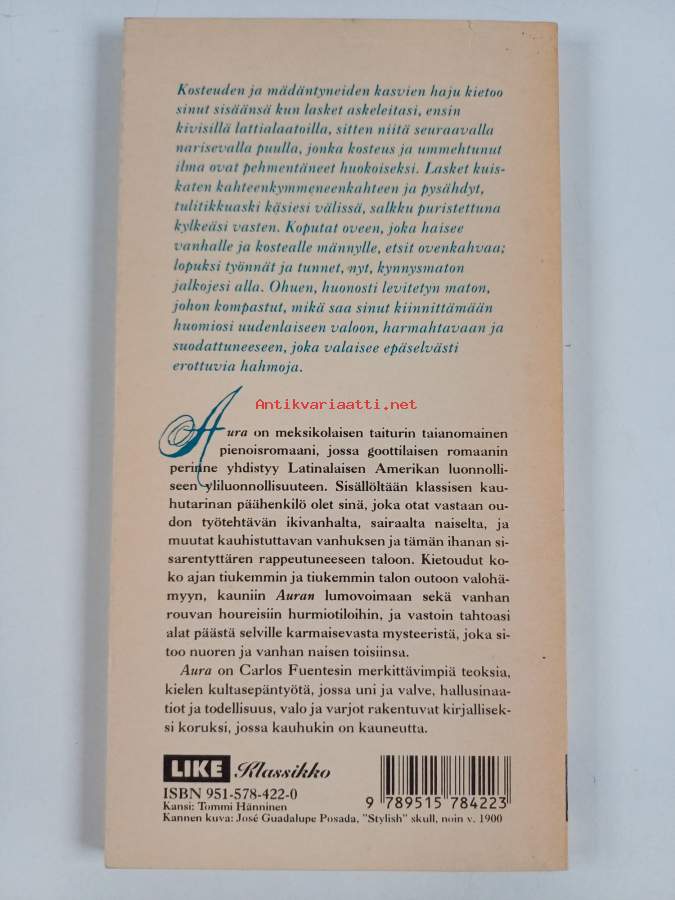 Kosteuden ja mädäntyneiden kasvien haju kietoo
sinut sisäänsä kun lasket askeleitasi, ensin
kivisillä lattialaatoilla, sitten niitä seuraavalla
narisevalla puulla, jonka kosteus ja ummehtunut
ilma ovat pehmentäneet huokoiseksi. Lasket kuis-
katen kahteenkymmeneenkahteen ja pysähdyt,
tulitikkuaski käsiesi välissä, salkku puristettuna
kylkeäsi vasten. Koputat oveen, joka haisee
vanhalle ja kostealle männylle, etsit ovenkahvaa;
lopuksi työnnät ja tunnet, nyt, kynnysmaton
jalkojesi alla. Ohuen, huonosti levitetyn maton,
johon kompastut, mikä saa sinut kiinnittämään
huomiosi uudenlaiseen valoon, harmahtavaan ja
suodattuneeseen, joka valaisee epäselvästi
erottuvia hahmoja.
Antikvariaatti.net
Aura on meksikolaisen taiturin taianomainen
pienoisromaani, jossa goottilaisen romaanin
perinne yhdistyy Latinalaisen Amerikan luonnolli-
seen yliluonnollisuuteen. Sisällöltään klassisen kau-
hutarinan päähenkilö olet sinä, joka otat vastaan ou-
don työtehtävän ikivanhalta, sairaalta naiselta, ja
muutat kauhistuttavan vanhuksen ja tämän ihanan si-
sarentyttären rappeutuneeseen taloon. Kietoudut ko-
ko ajan tiukemmin ja tiukemmin talon outoon valohä-
myyn, kauniin Auran lumovoimaan sekä vanhan
rouvan houreisiin hurmiotiloihin, ja vastoin tahtoasi
alat päästä selville karmaisevasta mysteeristä, joka si-
too nuoren ja vanhan naisen toisiinsa.
Aura on Carlos Fuentesin merkittävimpiä teoksia,
kielen kultasepäntyötä, jossa uni ja valve, hallusinaa-
tiot ja todellisuus, valo ja varjot rakentuvat kirjallisek-
si koruksi, jossa kauhukin on kauneutta.
LIKE Klassikko
ISBN 951-578-422-0
Kansi: Tommi Hänninen
Kannen kuva: José Guadalupe Posada, "Stylish" skull, noin v. 1900
9 789515 784223